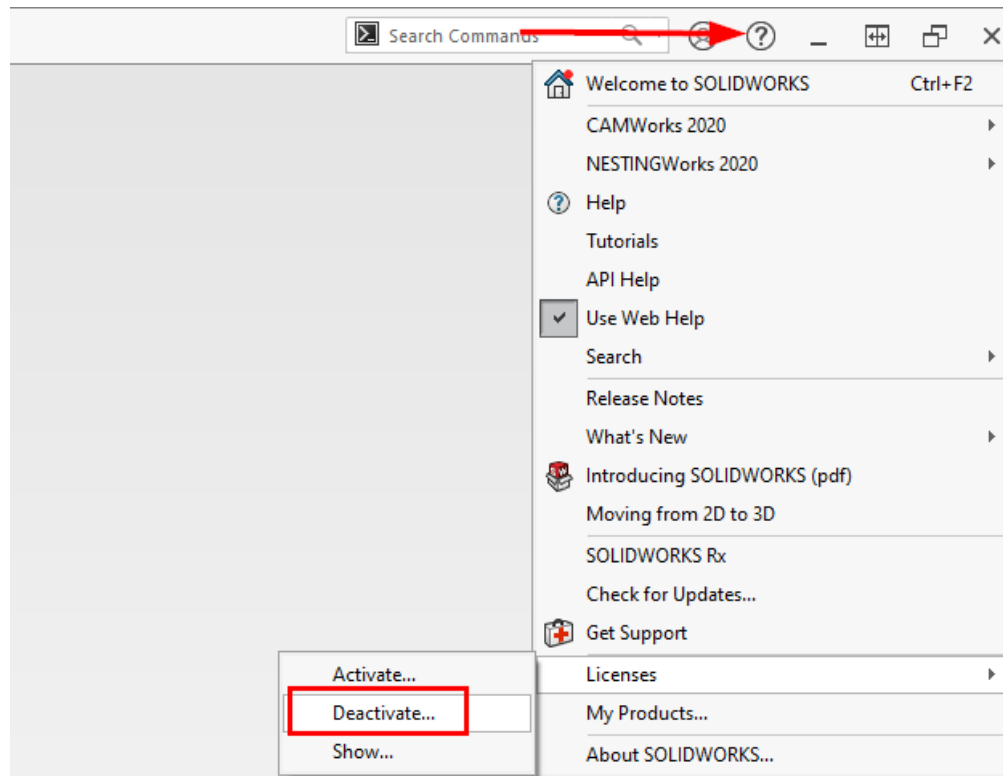 Search Commands
Welcome to SOLIDWORKS Ctrl+F2
CAMWorks 2020
NESTINGWorks 2020
Help
Tutorials
API Help
Use Web Help
Search
Release Notes
What's New
Introducing SOLIDWORKS (pdf)
Moving from 2D to 3D
SOLIDWORKS Rx
Check for Updates...
Get Support
Licenses
Activate...
Deactivate...
Show...
My Products...
About SOLIDWORKS...